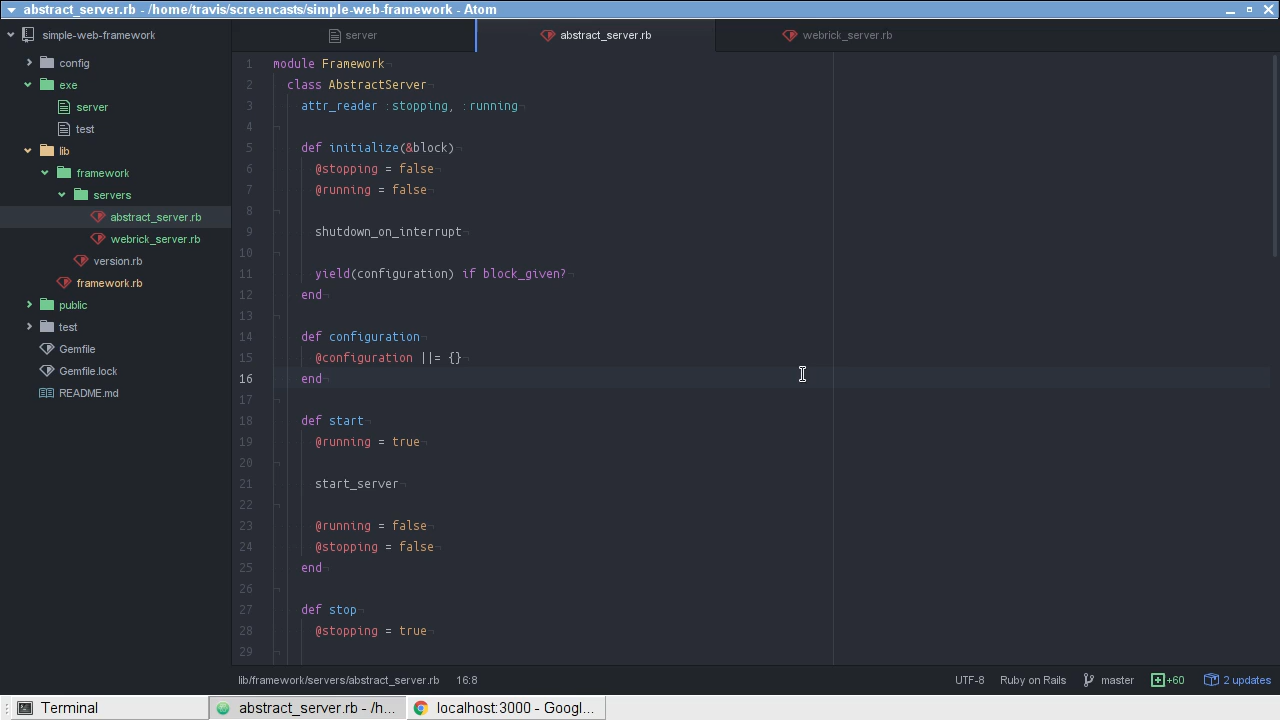 abstract_server.rb - /home/travis/screencasts/simple-web-framework - Atom
simple-web-framework
config
exe
server
test
lib
framework
servers
abstract_server.rb
webrick_server.rb
version.rb
framework.rb
public
test
Gemfile
Gemfile.lock
README.md
server
abstract_server.rb
webrick_server.rb
1 module Framework¬
2 class AbstractServer¬
3 attr_reader :stopping, :running¬
4 ¬
5 def initialize(&block)¬
6 @stopping = false¬
7 @running = false¬
8 ¬
9 shutdown_on_interrupt¬
10 ¬
11 yield(configuration) if block_given?¬
12 end¬
13 ¬
14 def configuration¬
15 @configuration ||= {}¬
16 end¬
17 ¬
18 def start¬
19 @running = true¬
20 ¬
21 start_server¬
22 ¬
23 @running = false¬
24 @stopping = false¬
25 end¬
26 ¬
27 def stop¬
28 @stopping = true¬
29 ¬
lib/framework/servers/abstract_server.rb 16:8
UTF-8 Ruby on Rails master +60 2 updates
Terminal
abstract_server.rb - /h...
localhost:3000 - Googl...